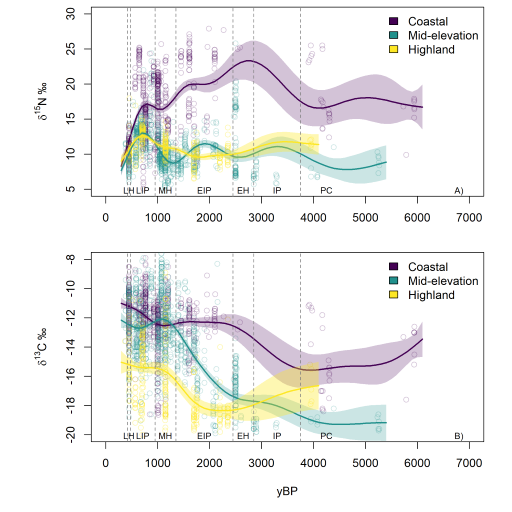 30
25
20
15
10
5
δ¹⁵N ‰
Coastal
Mid-elevation
Highland
LH LIP MH EIP EH IP PC A)
0 1000 2000 3000 4000 5000 6000 7000
-8
-10
-12
-14
-16
-18
-20
δ¹³C ‰
Coastal
Mid-elevation
Highland
LH LIP MH EIP EH IP PC B)
0 1000 2000 3000 4000 5000 6000 7000
yBP